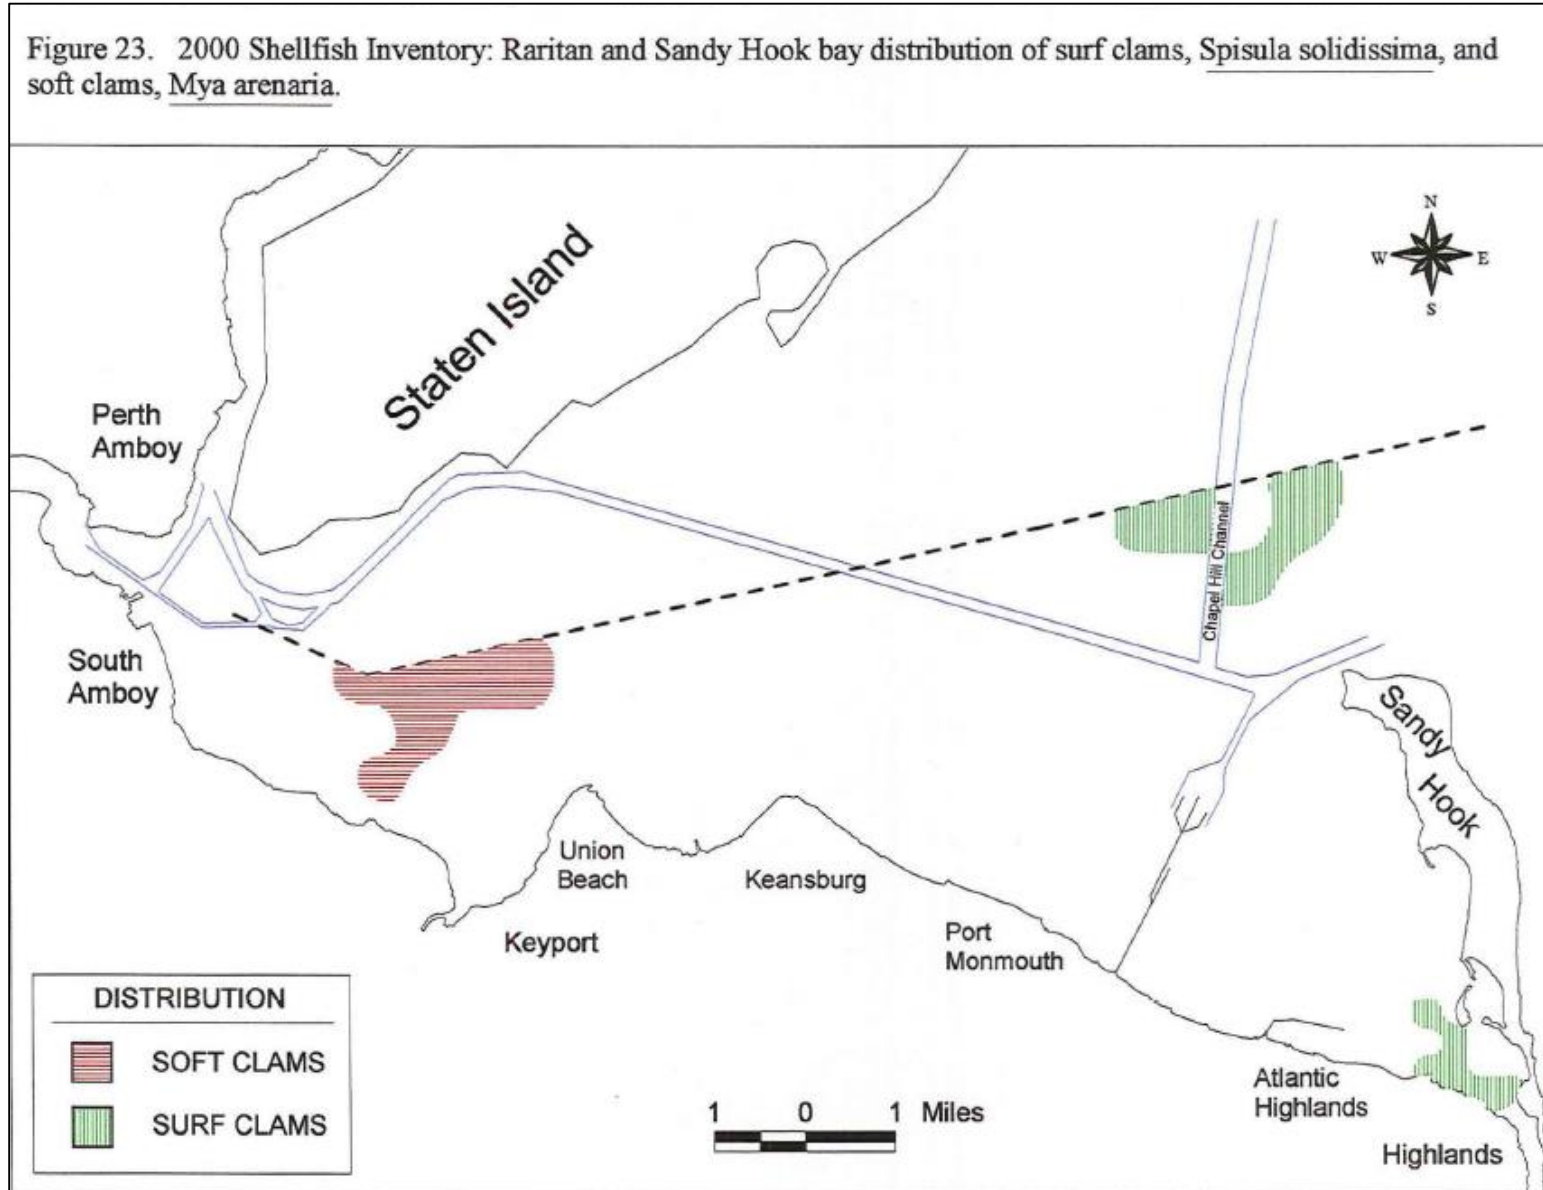 Figure 23. 2000 Shellfish Inventory: Raritan and Sandy Hook bay distribution of surf clams, Spisula solidissima, and
soft clams, Mya arenaria.
N
W
E
S
Staten Island
Perth
Amboy
Chapel Hill Channel
South
Amboy
Sandy
Hook
Union
Beach
Keansburg
Keyport
Port
Monmouth
DISTRIBUTION
SOFT CLAMS
SURF CLAMS
Atlantic
Highlands
1 0 1 Miles
Highlands